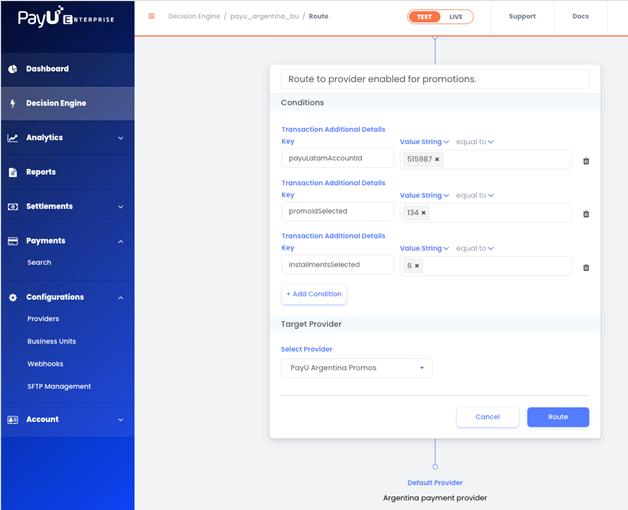 PayU ENTERPRISE
Decision Engine / payu_argentina_bu / Route
TEST LIVE
Support
Docs
Dashboard
Decision Engine
Analytics
Reports
Settlements
Payments
Search
Configurations
Providers
Business Units
Webhooks
SFTP Management
Account
Route to provider enabled for promotions.
Conditions
Transaction Additional Details
Key
Value String equal to
payuLatamAccountId
515987 ×
Transaction Additional Details
Key
Value String equal to
promoIdSelected
134 ×
Transaction Additional Details
Key
Value String equal to
installmentsSelected
6 ×
+ Add Condition
Target Provider
Select Provider
PayU Argentina Promos
Cancel
Route
Default Provider
Argentina payment provider